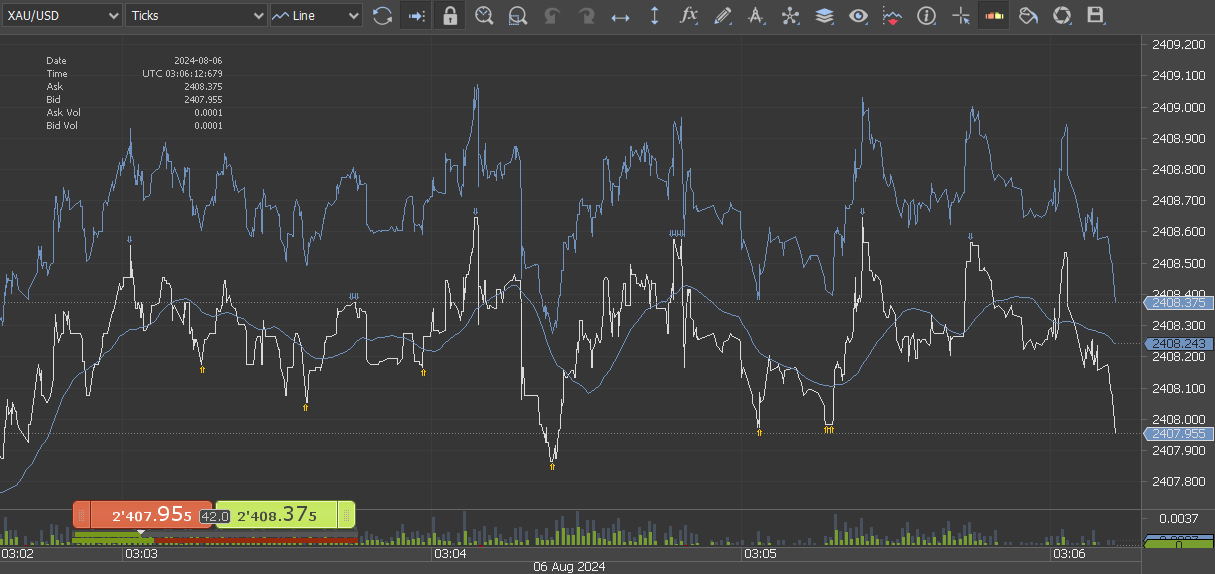 XAU/USD Ticks Line fx
Date 2024-08-06
Time UTC 03:06:12:679
Ask 2408.375
Bid 2407.955
Ask Vol 0.0001
Bid Vol 0.0001
2409.200
2409.100
2409.000
2408.900
2408.800
2408.700
2408.600
2408.500
2408.400
2408.375
2408.300
2408.243
2408.200
2408.100
2408.000
2407.955
2407.900
2407.800
2'407.955 42.0 2'408.375
0.0037
0
03:02 03:03 03:04 03:05 03:06
06 Aug 2024